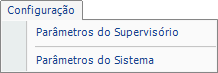 Configuração
Parâmetros do Supervisório
Parâmetros do Sistema